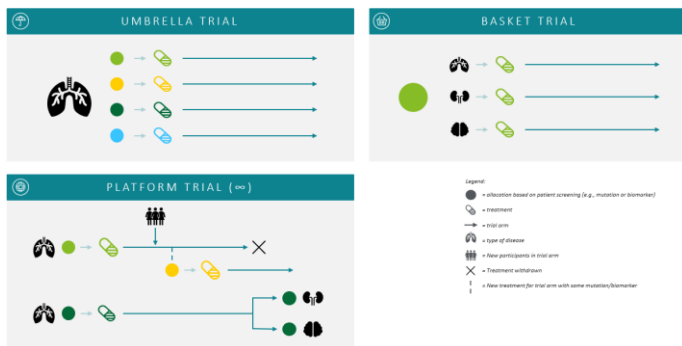 UMBRELLA TRIAL
BASKET TRIAL
PLATFORM TRIAL (∞)
Legend:
= allocation based on patient screening (e.g., mutation or biomarker)
= treatment
= trial arm
= type of disease
= New participants in trial arm
= Treatment withdrawn
= New treatment for trial arm with same mutation/biomarker